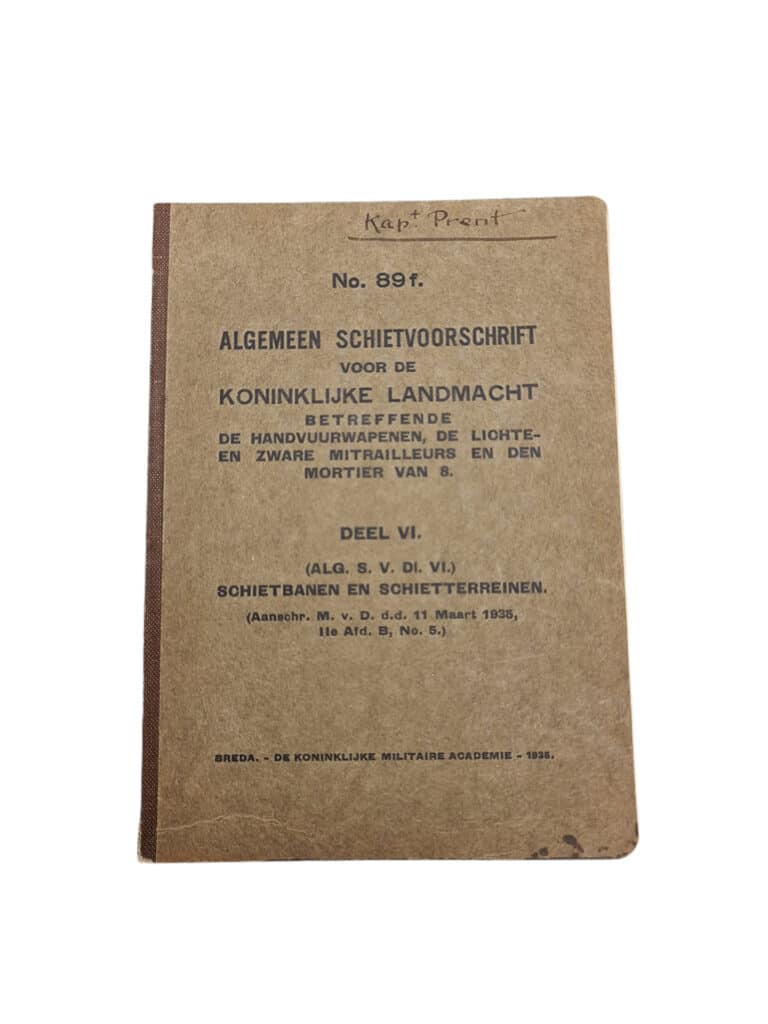 Kapt. Prent
No. 89f.
ALGEMEEN SCHIETVOORSCHRIFT
VOOR DE
KONINKLIJKE LANDMACHT
BETREFFENDE
DE HANDVUURWAPENEN, DE LICHTE-
EN ZWARE MITRAILLEURS EN DEN
MORTIER VAN 8.
DEEL VI.
(ALG. S. V. Dl. VI.)
SCHIETBANEN EN SCHIETTERREINEN.
(Aanschr. M. v. D. d.d. 11 Maart 1935,
IIe Afd. B, No. 5.)
BREDA. - DE KONINKLIJKE MILITAIRE ACADEMIE - 1935.